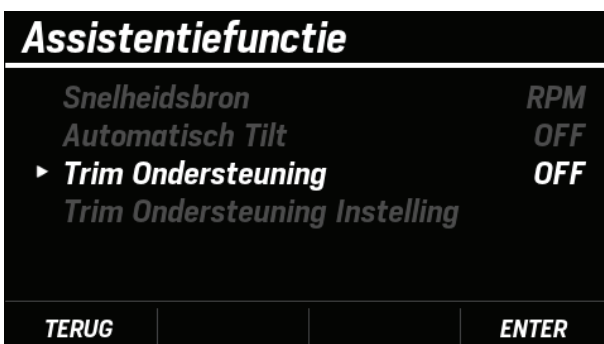 Assistentiefunctie
Snelheidsbron RPM
Automatisch Tilt OFF
Trim Ondersteuning OFF
Trim Ondersteuning Instelling
TERUG ENTER